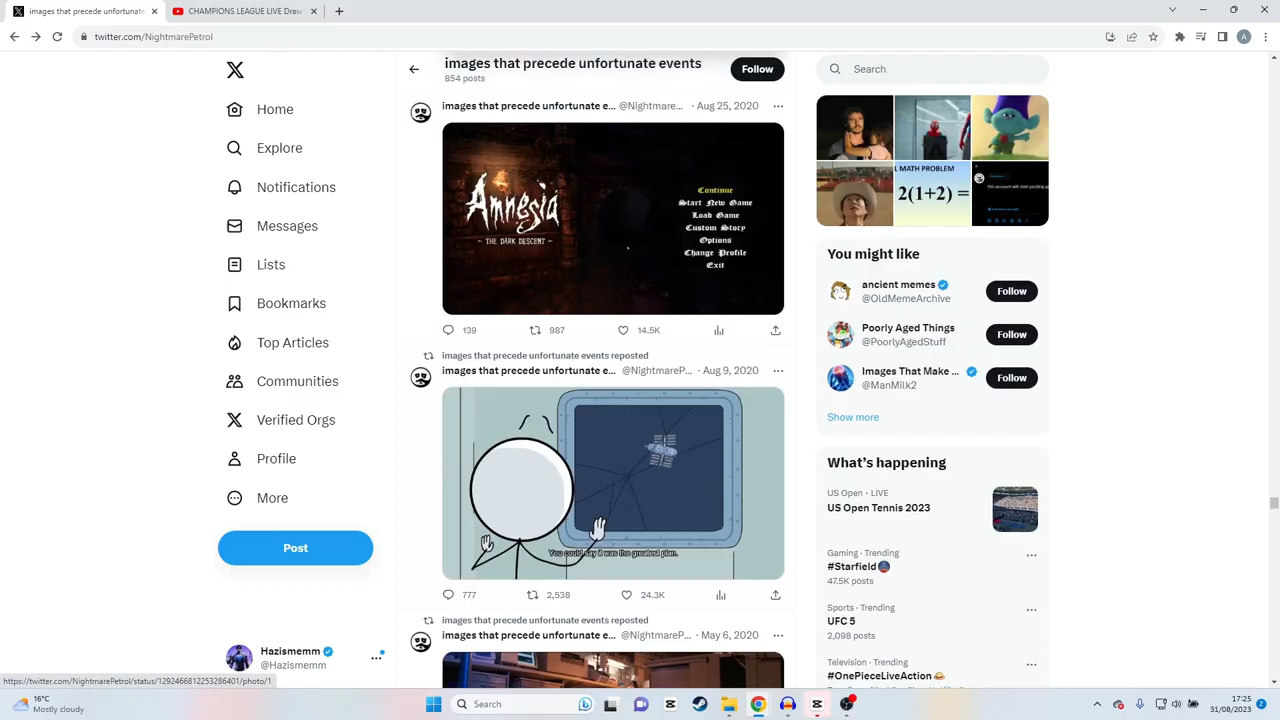 images that precede unfortunate
CHAMPIONS LEAGUE LIVE Draw
twitter.com/NightmarePetrol
A
Home
Explore
Notifications
Messages
Lists
Bookmarks
Top Articles
Communities
Verified Orgs
Profile
More
Post
Hazismemm
@Hazismemm
images that precede unfortunate events
854 posts
Follow
images that precede unfortunate e... @Nightmare... · Aug 25, 2020
Amnesia
- THE DARK DESCENT -
Continue
Start New Game
Load Game
Custom Story
Options
Change Profile
Exit
139 987 14.5K
images that precede unfortunate events reposted
images that precede unfortunate e... @NightmareP... · Aug 9, 2020
You could say it was the greatest plan.
777 2,538 24.3K
images that precede unfortunate events reposted
images that precede unfortunate e... @NightmareP... · May 6, 2020
Search
L MATH PROBLEM
2(1+2) =
You might like
ancient memes
@OldMemeArchive
Follow
Poorly Aged Things
@PoorlyAgedStuff
Follow
Images That Make ...
@ManMilk2
Follow
Show more
What's happening
US Open · LIVE
US Open Tennis 2023
Gaming · Trending
#Starfield
47.5K posts
Sports · Trending
UFC 5
2,098 posts
Television · Trending
#OnePieceLiveAction
https://twitter.com/NightmarePetrol/status/1292466812253286401/photo/1
16°C
Mostly cloudy
Search
17:25
31/08/2023
2